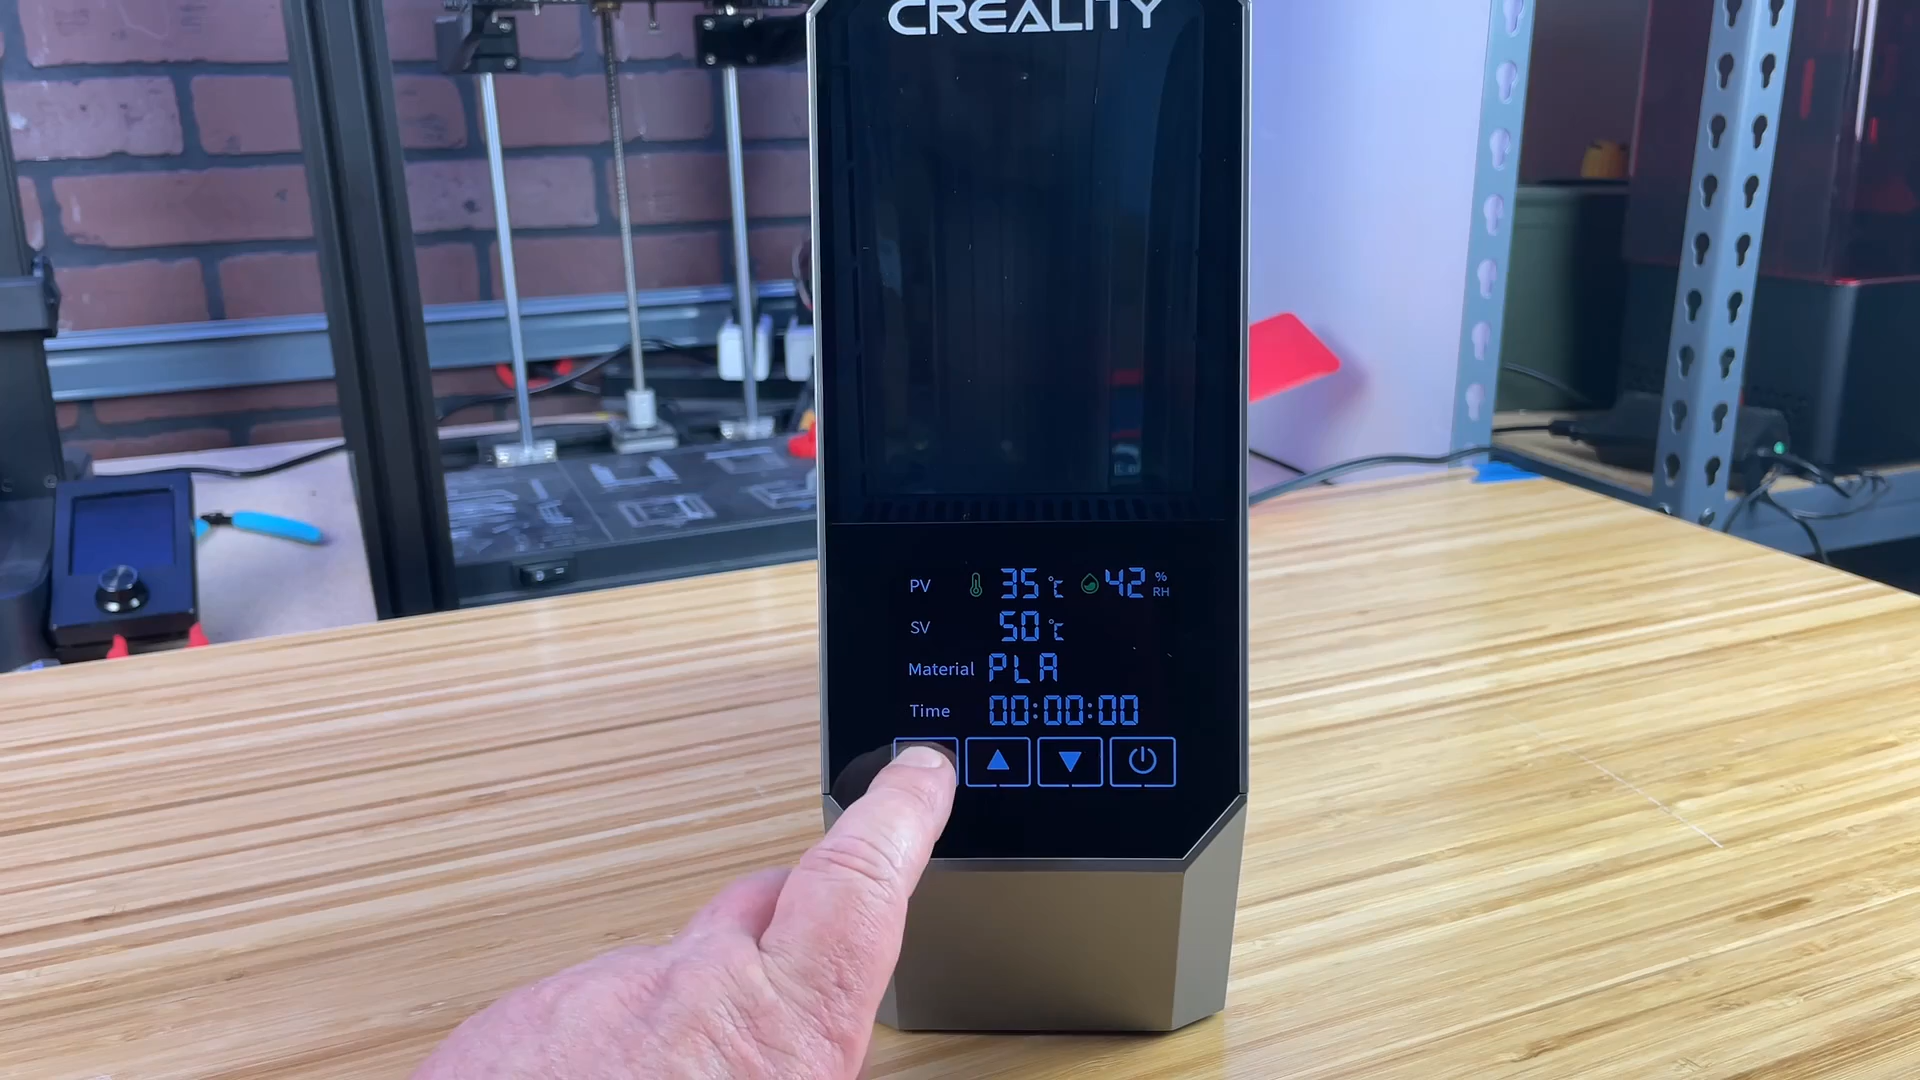 CREALITY
PV 35 °C 42 % RH
SV 50 °C
Material PLA
Time 00:00:00